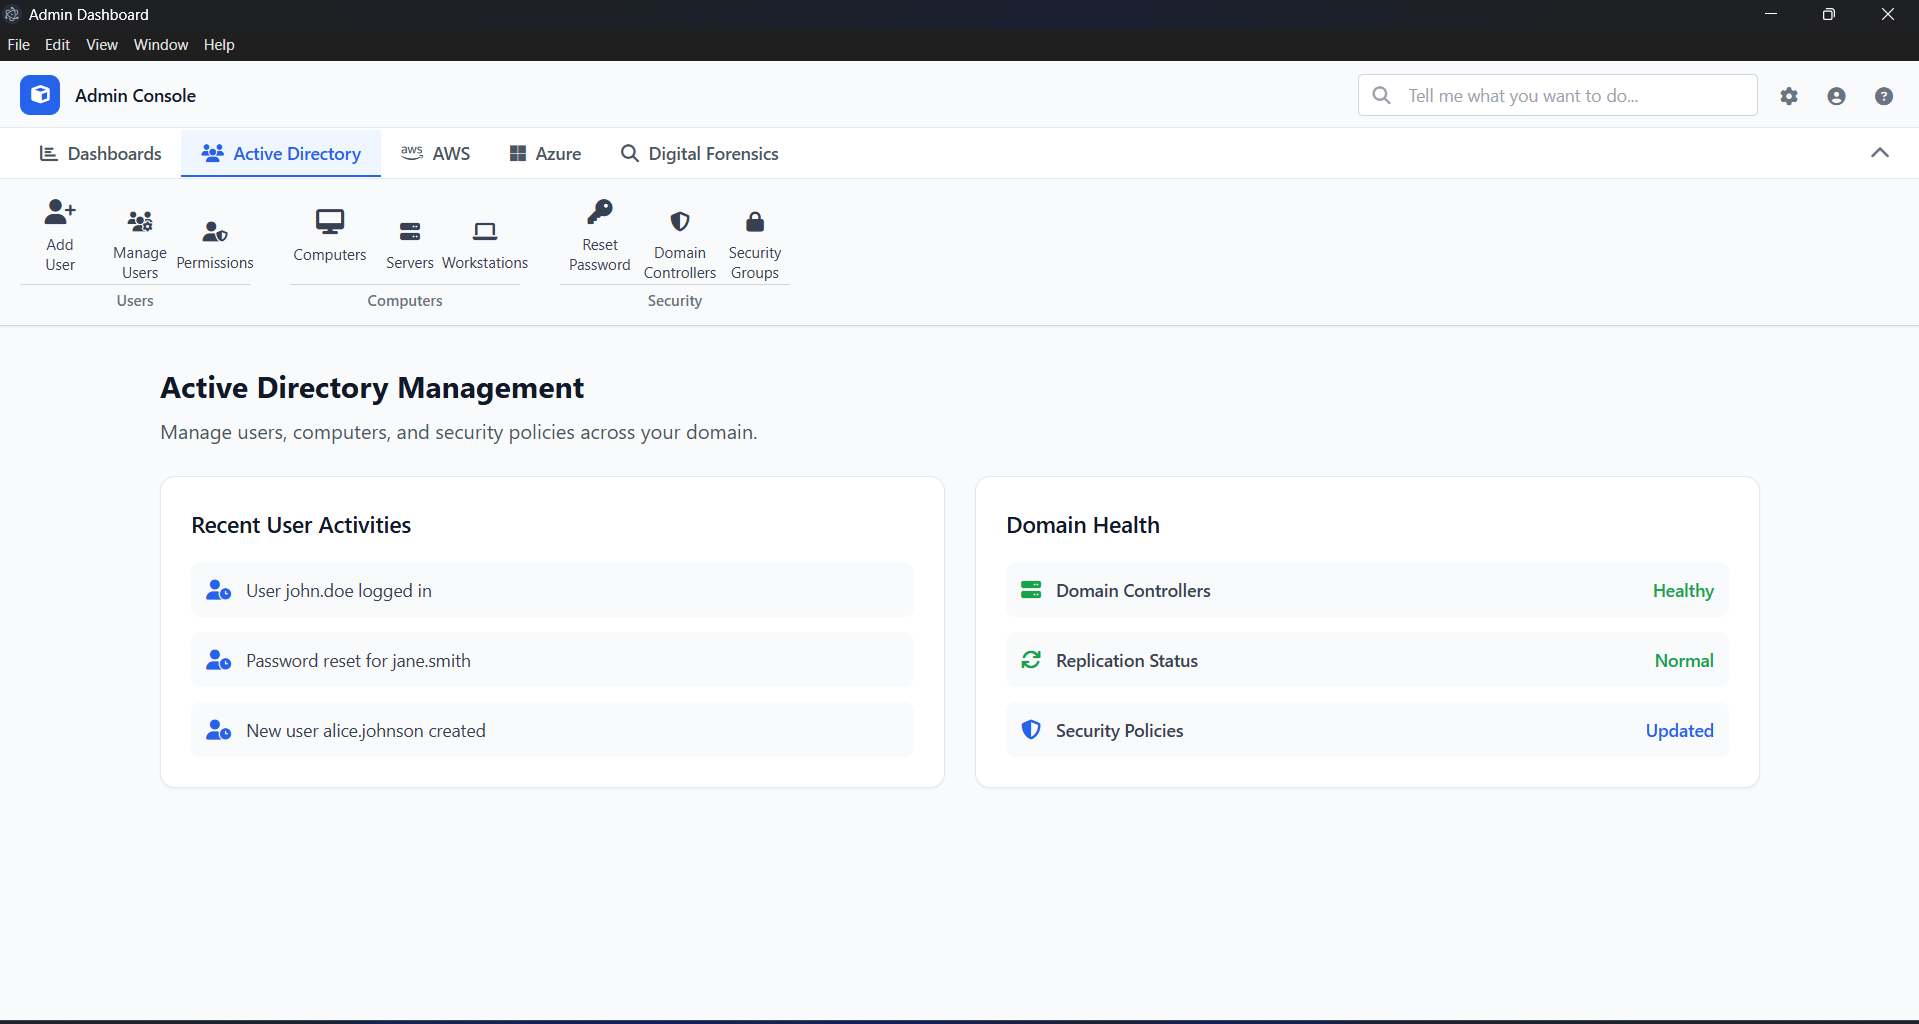 Admin Dashboard
File Edit View Window Help
Admin Console
Tell me what you want to do...
Dashboards Active Directory aws AWS Azure Digital Forensics
Add
User
Manage
Users
Permissions
Users
Computers
Servers
Workstations
Computers
Reset
Password
Domain
Controllers
Security
Groups
Security
Active Directory Management
Manage users, computers, and security policies across your domain.
Recent User Activities
User john.doe logged in
Password reset for jane.smith
New user alice.johnson created
Domain Health
Domain Controllers Healthy
Replication Status Normal
Security Policies Updated